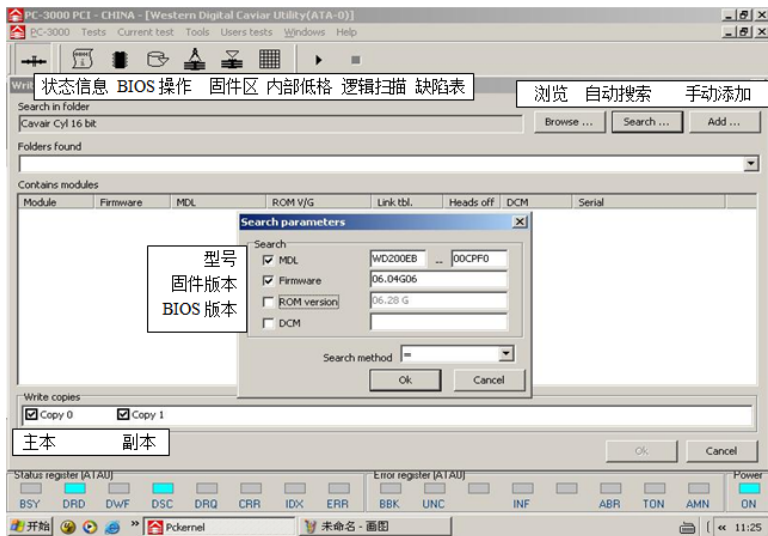 PC-3000 PCI - CHINA - [Western Digital Caviar Utility(ATA-0)]
PC-3000 Tests Current test Tools Users tests Windows Help
状态信息 BIOS 操作 固件区 内部低格 逻辑扫描 缺陷表
浏览 自动搜索 手动添加
Search in folder
Cavair Cyl 16 bit
Browse ... Search ... Add ...
Folders found
Contains modules
Module Firmware MDL ROM V/G Link tbl. Heads off DCM Serial
Search parameters
Search
型号 MDL WD200EB .. 00CPF0
固件版本 Firmware 06.04G06
BIOS 版本 ROM version 06.28 G
DCM
Search method =
Ok Cancel
Write copies
Copy 0 Copy 1
主本 副本
Ok Cancel
Status register (ATA0) Error register (ATA0) Power
BSY DRD DWF DSC DRQ CRR IDX ERR BBK UNC INF ABR TON AMN ON
开始 Pckernel 未命名 - 画图 11:25